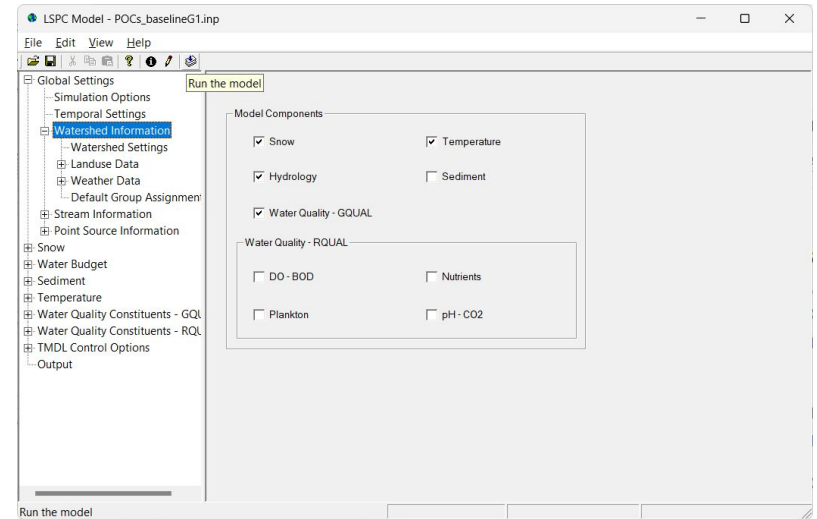 LSPC Model - POCs_baselineG1.inp
File Edit View Help
Run the model
Global Settings
Simulation Options
Temporal Settings
Watershed Information
Watershed Settings
Landuse Data
Weather Data
Default Group Assignmen
Stream Information
Point Source Information
Snow
Water Budget
Sediment
Temperature
Water Quality Constituents - GQU
Water Quality Constituents - RQU
TMDL Control Options
Output
Model Components
Snow Temperature
Hydrology Sediment
Water Quality - GQUAL
Water Quality - RQUAL
DO - BOD Nutrients
Plankton pH - CO2
Run the model